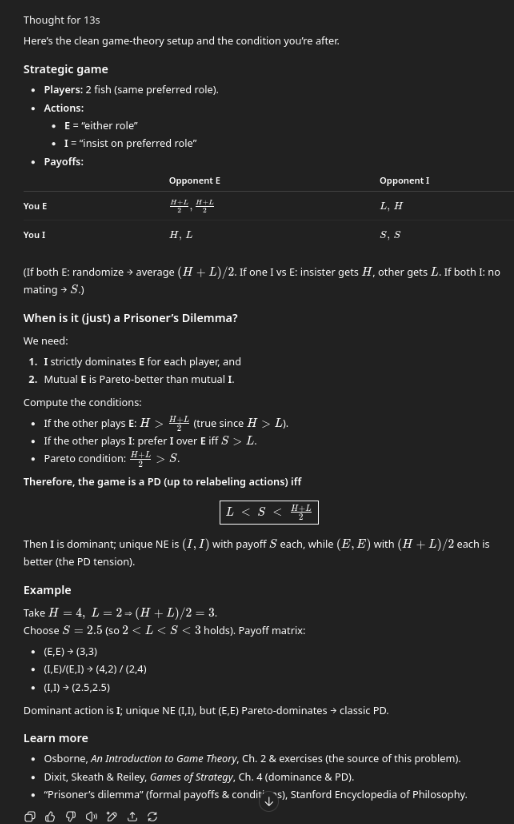 Thought for 13s
Here's the clean game-theory setup and the condition you're after.
Strategic game
• Players: 2 fish (same preferred role).
• Actions:
• E = “either role”
• I = “insist on preferred role”
• Payoffs:
Opponent E Opponent I
You E (H+L)/2, (H+L)/2 L, H
You I H, L S, S
(If both E: randomize → average (H + L)/2. If one I vs E: insister gets H, other gets L. If both I: no
mating → S.)
When is it (just) a Prisoner's Dilemma?
We need:
1. I strictly dominates E for each player, and
2. Mutual E is Pareto-better than mutual I.
Compute the conditions:
• If the other plays E: H > (H+L)/2 (true since H > L).
• If the other plays I: prefer I over E iff S > L.
• Pareto condition: (H+L)/2 > S.
Therefore, the game is a PD (up to relabeling actions) iff
L < S < (H+L)/2
Then I is dominant; unique NE is (I, I) with payoff S each, while (E, E) with (H + L)/2 each is
better (the PD tension).
Example
Take H = 4, L = 2 ⇒ (H + L)/2 = 3.
Choose S = 2.5 (so 2 < L < S < 3 holds). Payoff matrix:
• (E,E) → (3,3)
• (I,E)/(E,I) → (4,2) / (2,4)
• (I,I) → (2.5,2.5)
Dominant action is I; unique NE (I,I), but (E,E) Pareto-dominates → classic PD.
Learn more
• Osborne, An Introduction to Game Theory, Ch. 2 & exercises (the source of this problem).
• Dixit, Skeath & Reiley, Games of Strategy, Ch. 4 (dominance & PD).
• “Prisoner's dilemma” (formal payoffs & Stanford Encyclopedia of Philosophy.